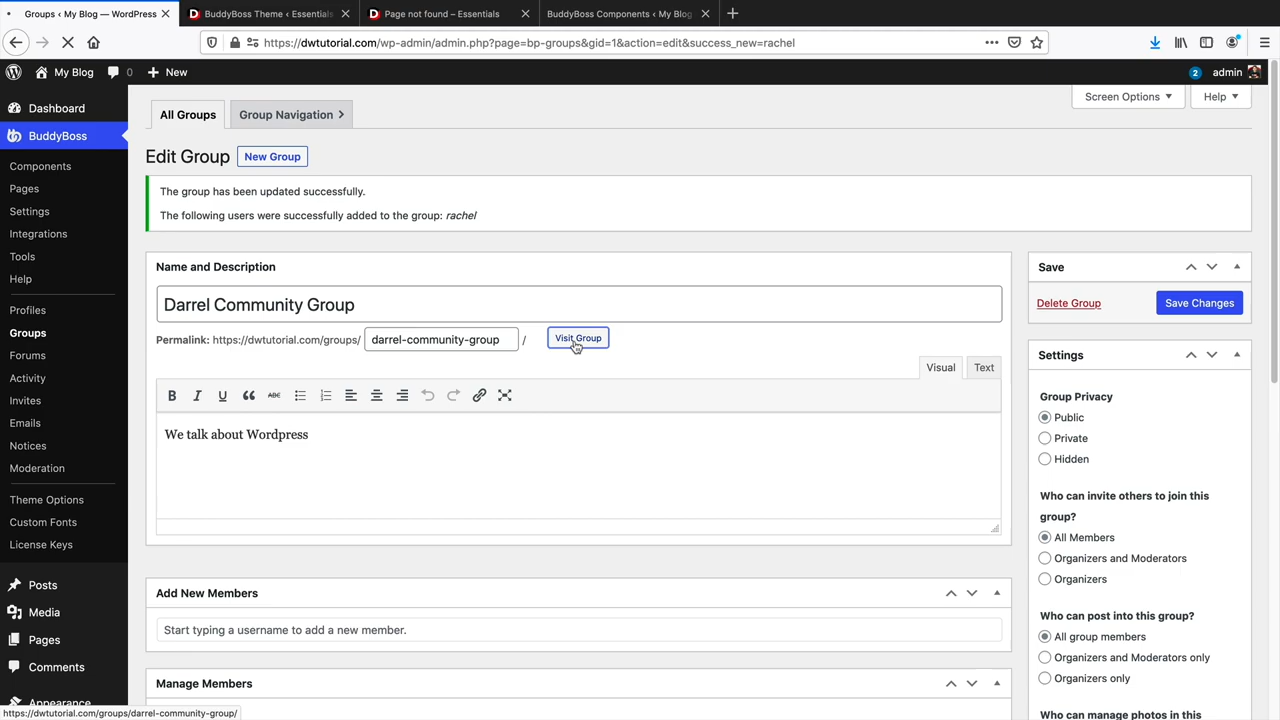 Groups ‹ My Blog — WordPress
BuddyBoss Theme ‹ Essentials
Page not found – Essentials
BuddyBoss Components ‹ My Blog
https://dwtutorial.com/wp-admin/admin.php?page=bp-groups&gid=1&action=edit&success_new=rachel
My Blog
0
New
2
admin
Dashboard
BuddyBoss
Components
Pages
Settings
Integrations
Tools
Help
Profiles
Groups
Forums
Activity
Invites
Emails
Notices
Moderation
Theme Options
Custom Fonts
License Keys
Posts
Media
Pages
Comments
Appearance
All Groups
Group Navigation
Screen Options
Help
Edit Group
New Group
The group has been updated successfully.
The following users were successfully added to the group: rachel
Name and Description
Darrel Community Group
Permalink: https://dwtutorial.com/groups/ darrel-community-group /
Visit Group
Visual
Text
B I U ABC
We talk about Wordpress
Add New Members
Start typing a username to add a new member.
Manage Members
Save
Delete Group
Save Changes
Settings
Group Privacy
Public
Private
Hidden
Who can invite others to join this
group?
All Members
Organizers and Moderators
Organizers
Who can post into this group?
All group members
Organizers and Moderators only
Organizers only
Who can manage photos in this
https://dwtutorial.com/groups/darrel-community-group/